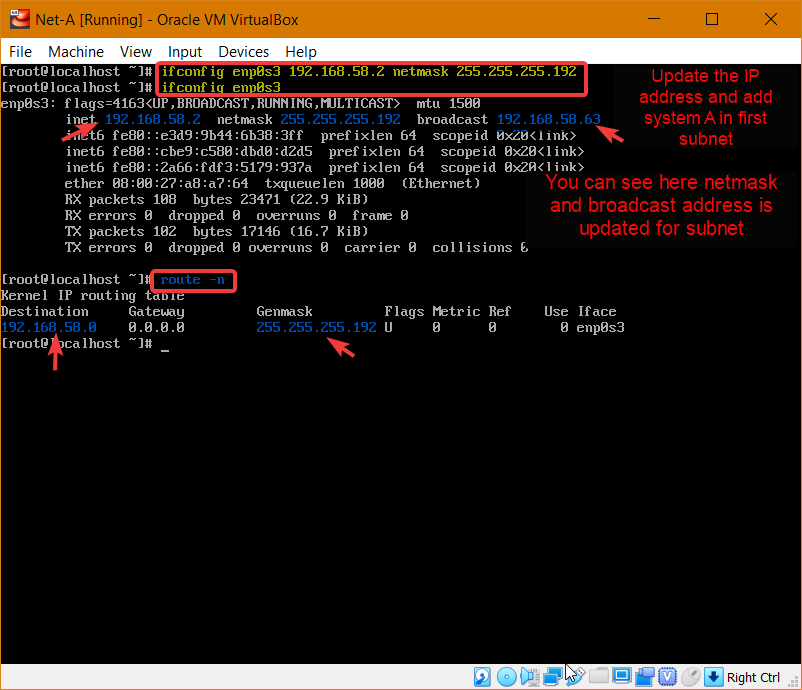 Net-A [Running] - Oracle VM VirtualBox
File Machine View Input Devices Help
[root@localhost ~]# ifconfig enp0s3 192.168.58.2 netmask 255.255.255.192
[root@localhost ~]# ifconfig enp0s3
enp0s3: flags=4163<UP,BROADCAST,RUNNING,MULTICAST> mtu 1500
inet 192.168.58.2 netmask 255.255.255.192 broadcast 192.168.58.63
inet6 fe80::e3d9:9b44:6b38:3ff prefixlen 64 scopeid 0x20<link>
inet6 fe80::cbe9:c580:dbd0:d2d5 prefixlen 64 scopeid 0x20<link>
inet6 fe80::2a66:fdf3:5179:937a prefixlen 64 scopeid 0x20<link>
ether 08:00:27:a8:a7:64 txqueuelen 1000 (Ethernet)
RX packets 108 bytes 23471 (22.9 KiB)
RX errors 0 dropped 0 overruns 0 frame 0
TX packets 102 bytes 17146 (16.7 KiB)
TX errors 0 dropped 0 overruns 0 carrier 0 collisions 0
Update the IP
address and add
system A in first
subnet
You can see here netmask
and broadcast address is
updated for subnet
[root@localhost ~]# route -n
Kernel IP routing table
Destination Gateway Genmask Flags Metric Ref Use Iface
192.168.58.0 0.0.0.0 255.255.255.192 U 0 0 0 enp0s3
[root@localhost ~]# _
Right Ctrl